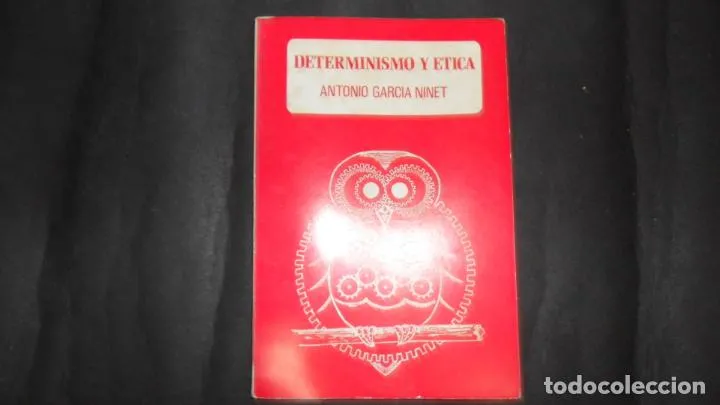 DETERMINISMO Y ETICA
ANTONIO GARCIA NINET
todocoleccion